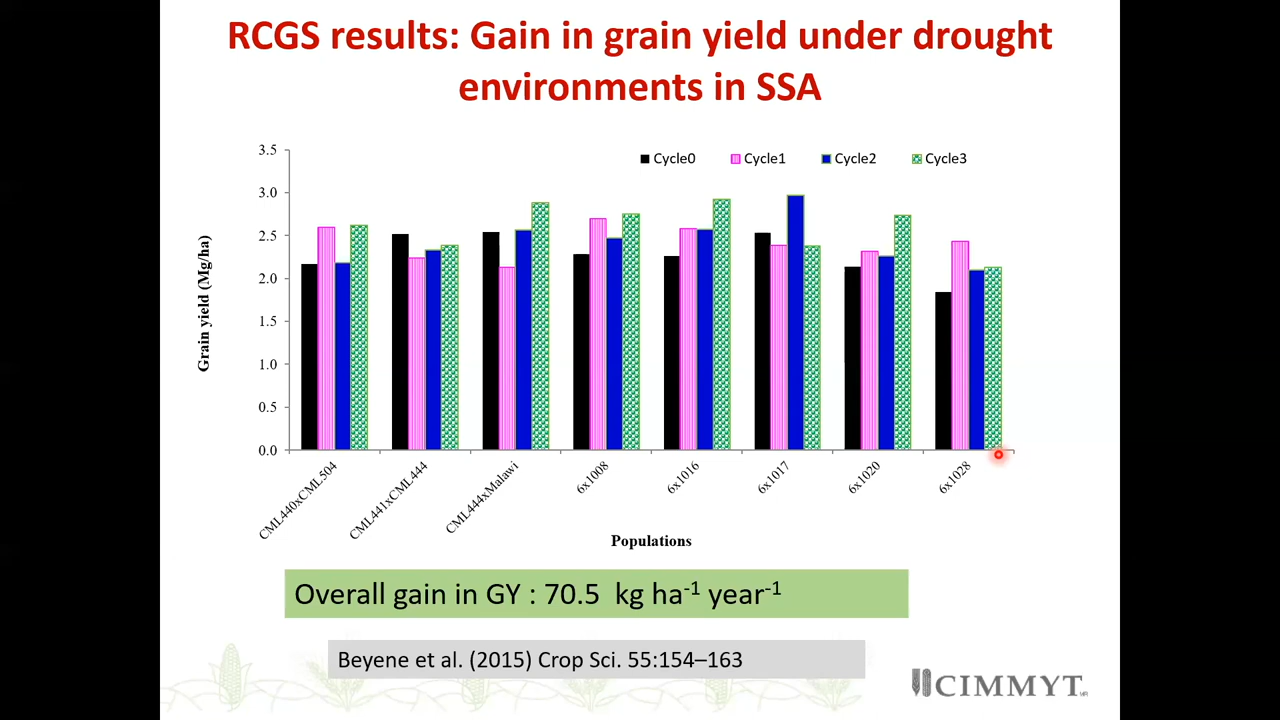 RCGS results: Gain in grain yield under drought
environments in SSA
3.5
3.0
2.5
2.0
1.5
1.0
0.5
0.0
Grain yield (Mg/ha)
Cycle0
Cycle1
Cycle2
Cycle3
CML440xCML504
CML441xCML444
CML444xMalawi
6x1008
6x1016
6x1017
6x1020
6x1028
Populations
Overall gain in GY : 70.5 kg ha-1 year-1
Beyene et al. (2015) Crop Sci. 55:154–163
CIMMYT